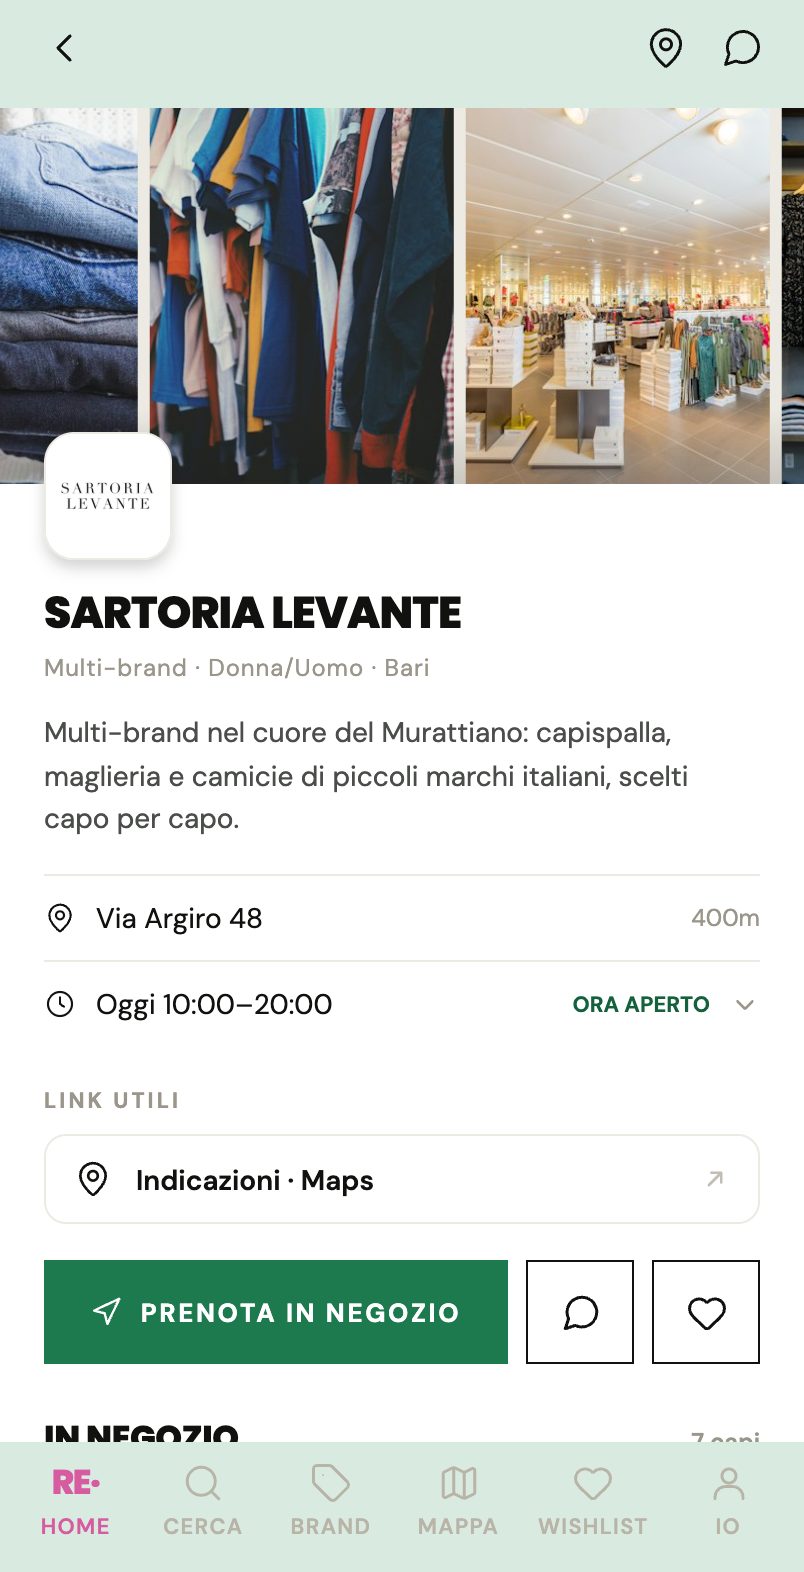 SARTORIA
LEVANTE
SARTORIA LEVANTE
Multi-brand · Donna/Uomo · Bari
Multi-brand nel cuore del Murattiano: capispalla,
maglieria e camicie di piccoli marchi italiani, scelti
capo per capo.
Via Argiro 48 400m
Oggi 10:00–20:00 ORA APERTO
LINK UTILI
Indicazioni · Maps
PRENOTA IN NEGOZIO
IN NEGOZIO 7 capi
RE•
HOME CERCA BRAND MAPPA WISHLIST IO